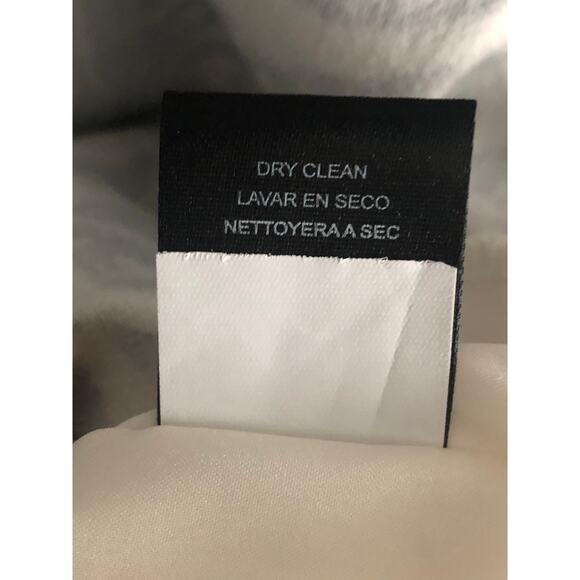 DRY CLEAN
LAVAR EN SECO
NETTOYERA A SEC